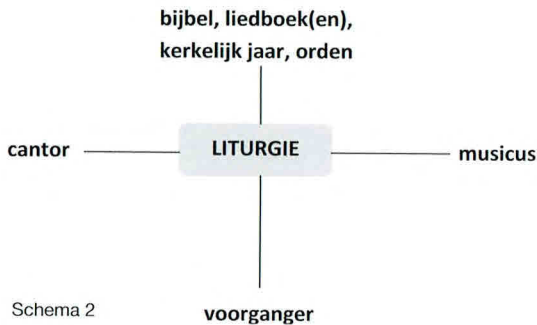 bijbel, liedboek(en),
kerkelijk jaar, orden
cantor
LITURGIE
musicus
Schema 2
voorganger